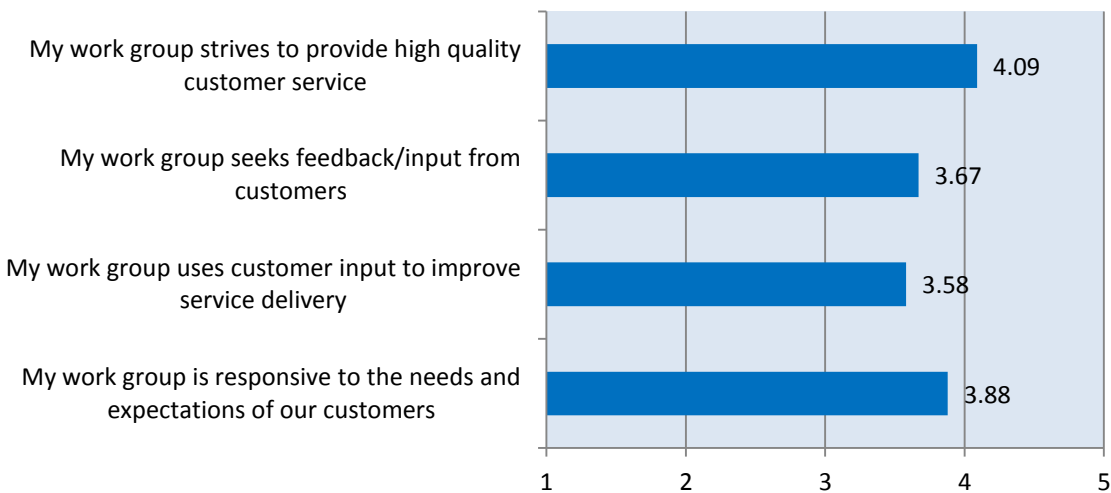 My work group strives to provide high quality
customer service
4.09
My work group seeks feedback/input from
customers
3.67
My work group uses customer input to improve
service delivery
3.58
My work group is responsive to the needs and
expectations of our customers
3.88
1 2 3 4 5